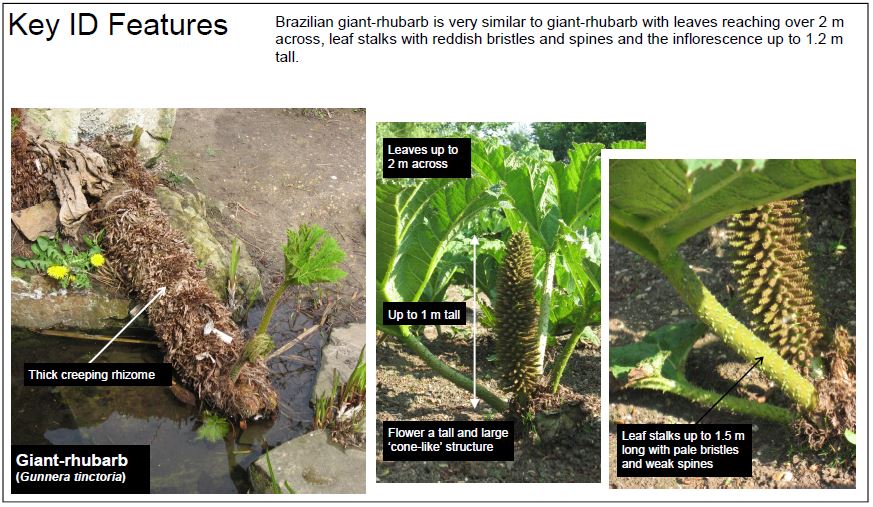 Key ID Features
Brazilian giant-rhubarb is very similar to giant-rhubarb with leaves reaching over 2 m
across, leaf stalks with reddish bristles and spines and the inflorescence up to 1.2 m
tall.
Thick creeping rhizome
Giant-rhubarb
(Gunnera tinctoria)
Leaves up to
2 m across
Up to 1 m tall
Flower a tall and large
‘cone-like’ structure
Leaf stalks up to 1.5 m
long with pale bristles
and weak spines